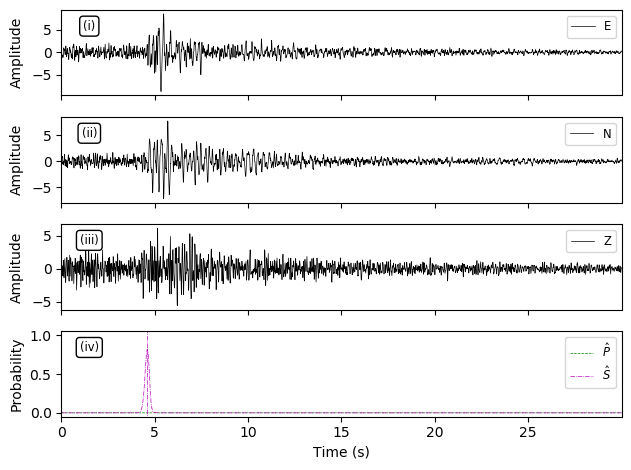 (i)
E
Amplitude
5
0
−5
(ii)
N
Amplitude
5
0
−5
(iii)
Z
Amplitude
5
0
−5
(iv)
P̂
Ŝ
Probability
1.0
0.5
0.0
0 5 10 15 20 25
Time (s)